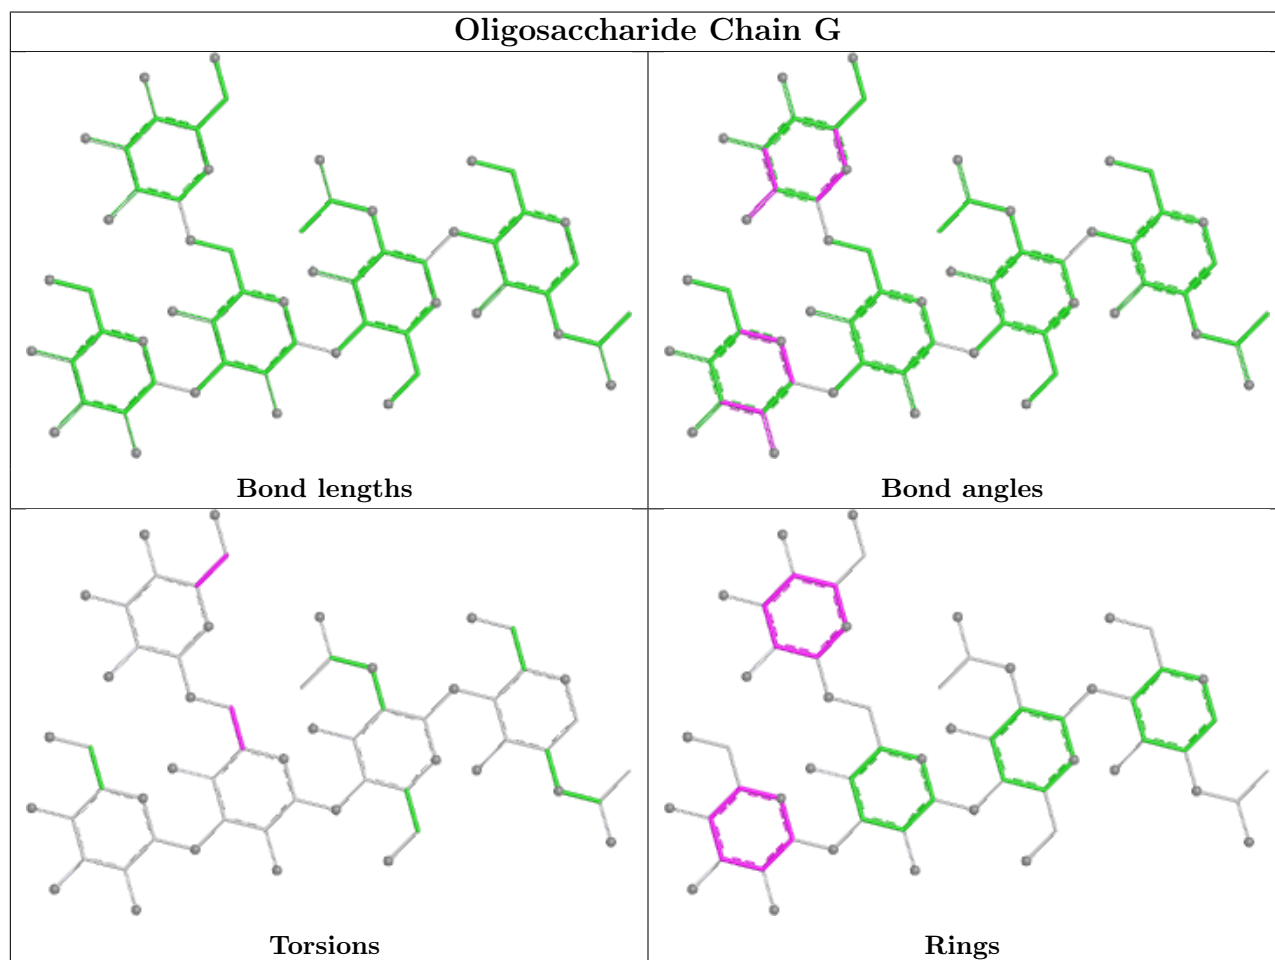 Oligosaccharide Chain G
Bond lengths
Bond angles
Torsions
Rings